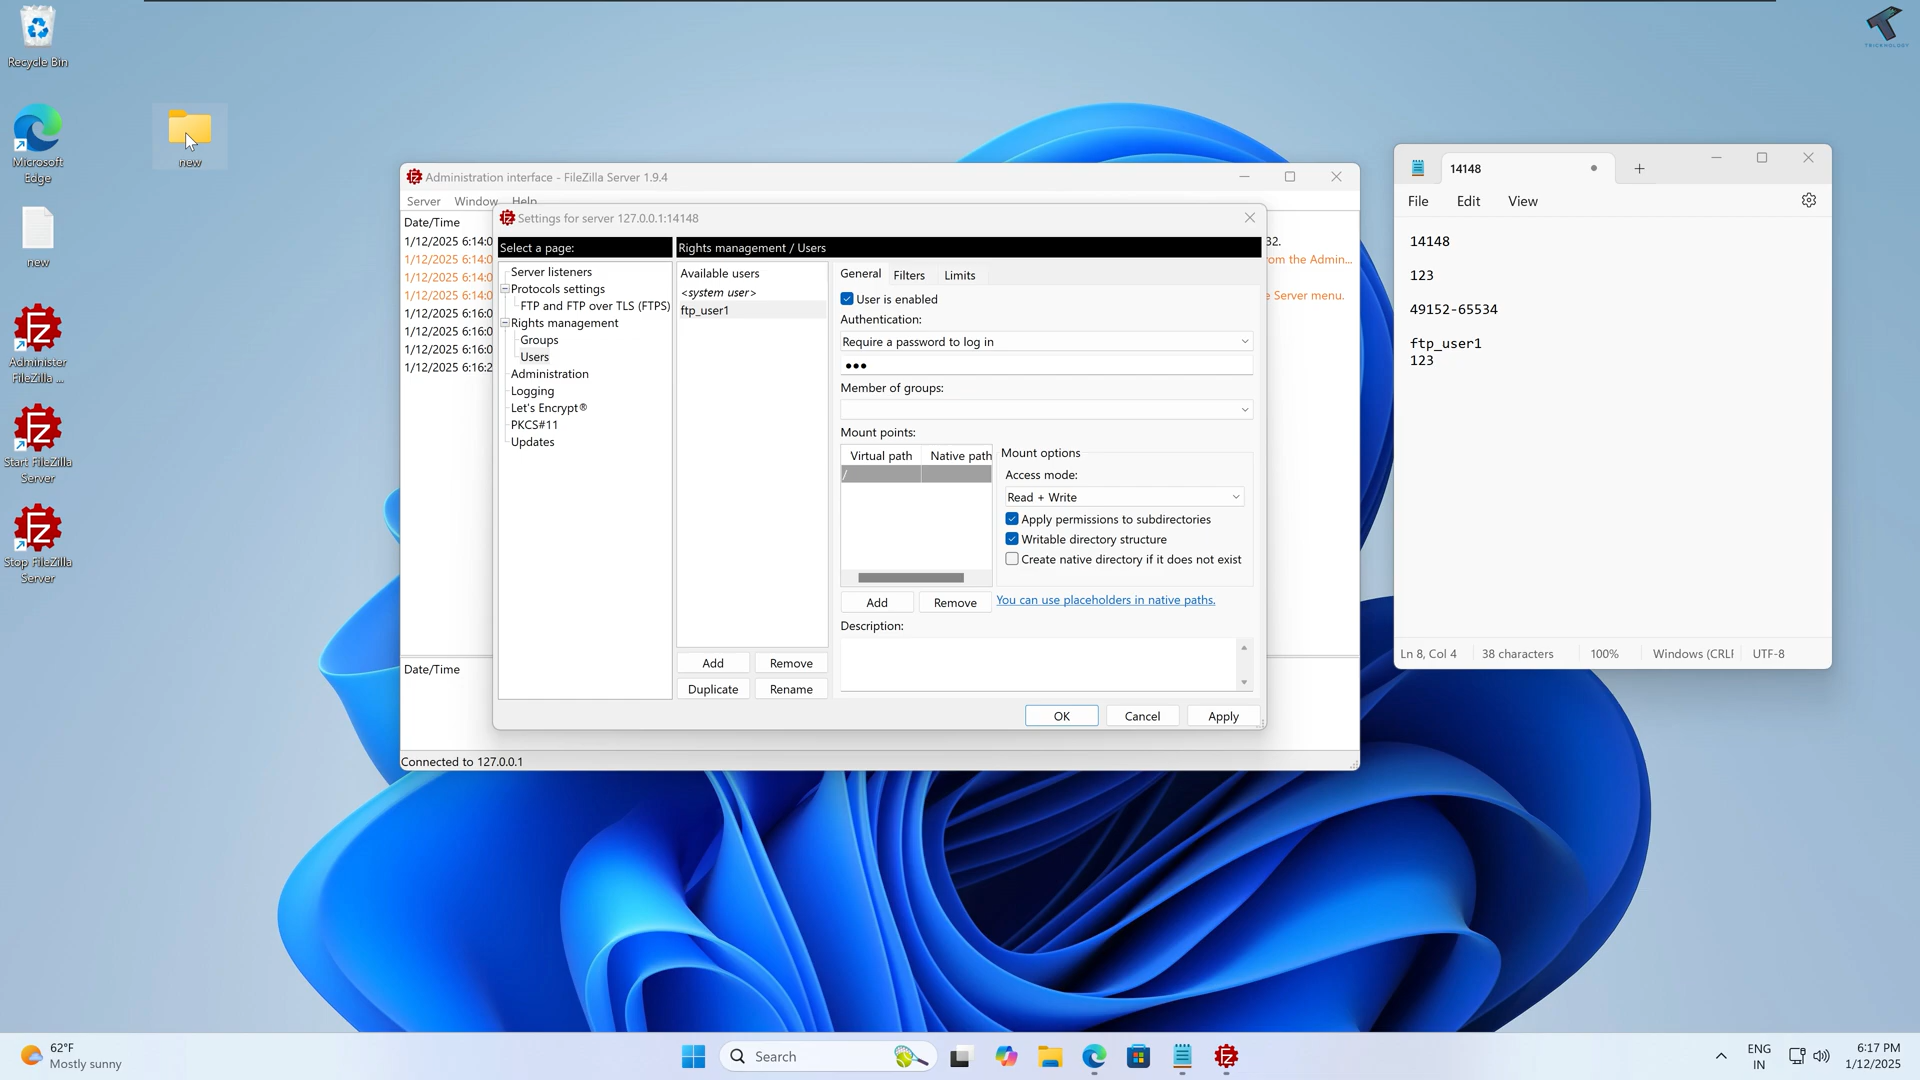 Recycle Bin
Microsoft
Edge
new
new
Administer
FileZilla ...
Start FileZilla
Server
Stop FileZilla
Server
TRICKNOLOGY
Administration interface - FileZilla Server 1.9.4
Server Window Help
Date/Time
1/12/2025 6:14:0
1/12/2025 6:14:0
1/12/2025 6:14:0
1/12/2025 6:14:0
1/12/2025 6:16:0
1/12/2025 6:16:0
1/12/2025 6:16:0
1/12/2025 6:16:2
32.
om the Admin...
e Server menu.
Date/Time
Connected to 127.0.0.1
Settings for server 127.0.0.1:14148
Select a page:
Server listeners
Protocols settings
FTP and FTP over TLS (FTPS)
Rights management
Groups
Users
Administration
Logging
Let's Encrypt®
PKCS#11
Updates
Rights management / Users
Available users
<system user>
ftp_user1
Add Remove
Duplicate Rename
General Filters Limits
User is enabled
Authentication:
Require a password to log in
●●●
Member of groups:
Mount points:
Virtual path Native path
/
Add Remove
Mount options
Access mode:
Read + Write
Apply permissions to subdirectories
Writable directory structure
Create native directory if it does not exist
You can use placeholders in native paths.
Description:
OK Cancel Apply
14148
File Edit View
14148
123
49152-65534
ftp_user1
123
Ln 8, Col 4 38 characters 100% Windows (CRLF UTF-8
62°F
Mostly sunny
Search
ENG
IN
6:17 PM
1/12/2025